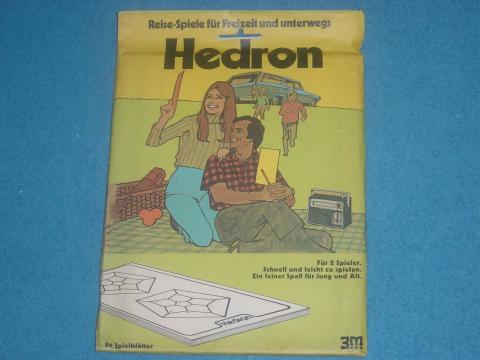 Reise-Spiele für Freizeit und unterwegs
Hedron
Für 2 Spieler.
Schnell und leicht zu spielen.
Ein feiner Spaß für Jung und Alt.
Hedron
50 Spielblätter
3M